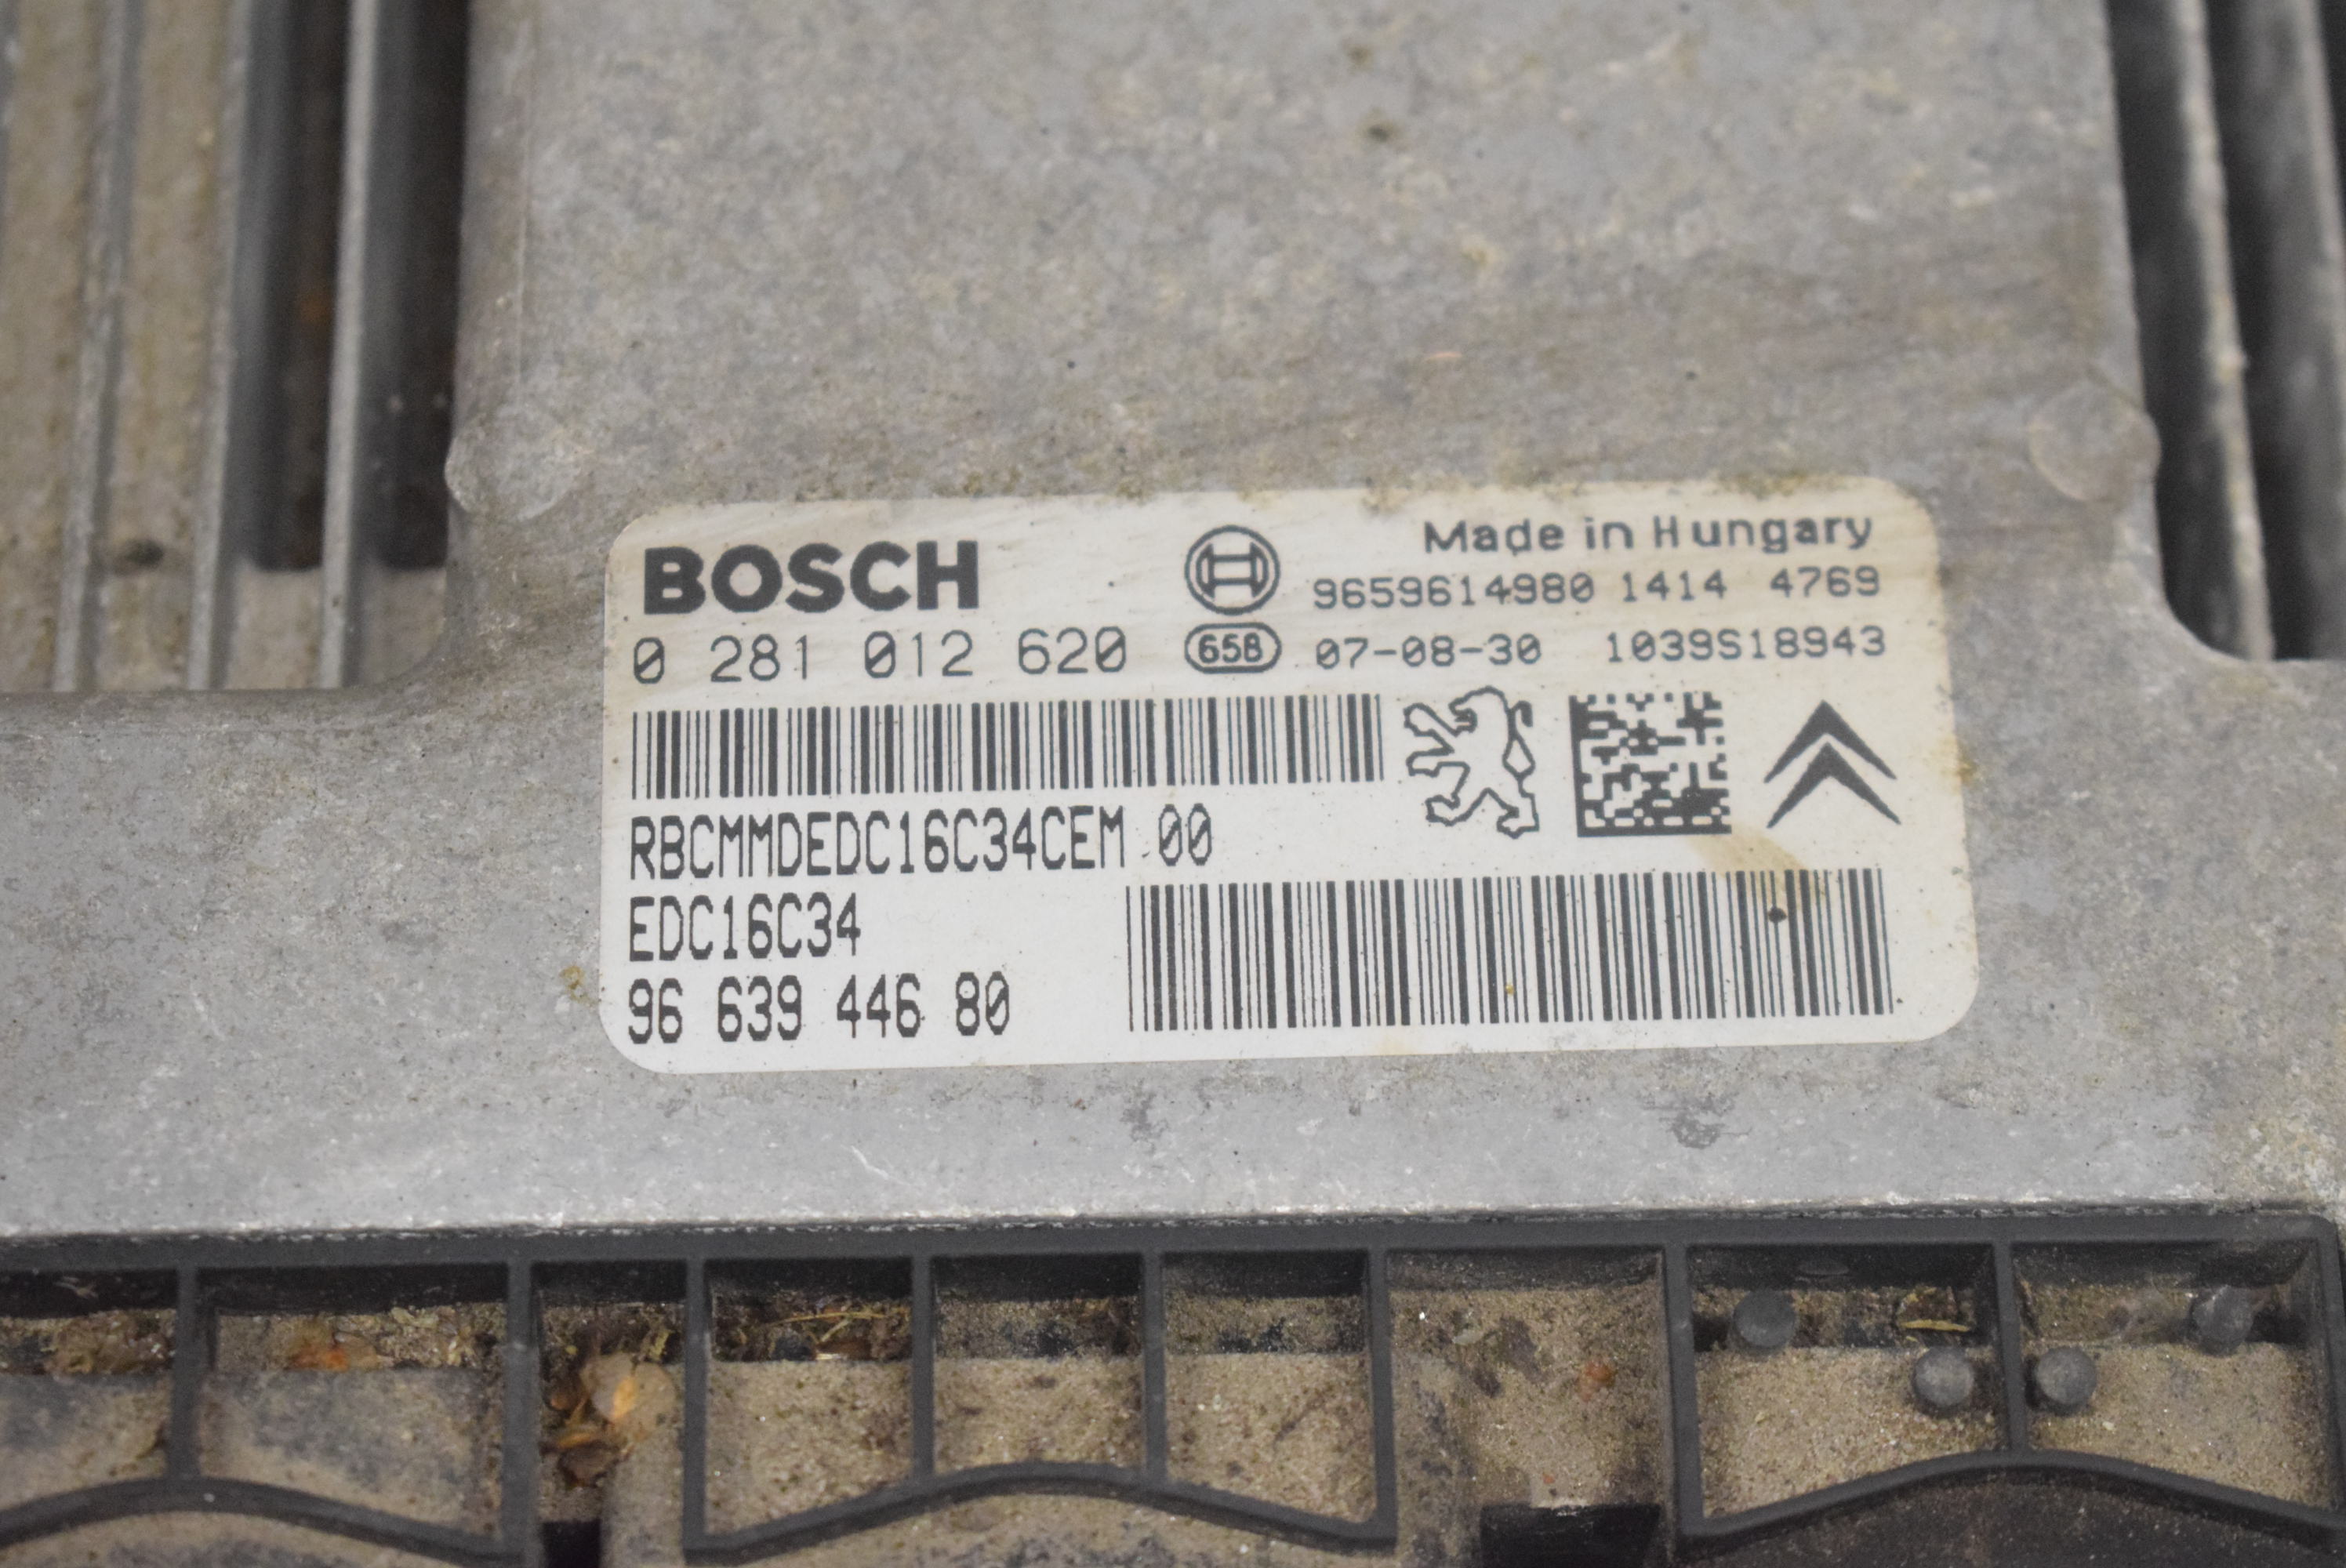 BOSCH
Made in Hungary
9659614980 1414 4769
0 281 012 620
658
07-08-30 1039S18943
RBCMMDEDC16C34CEM 00
EDC16C34
96 639 446 80